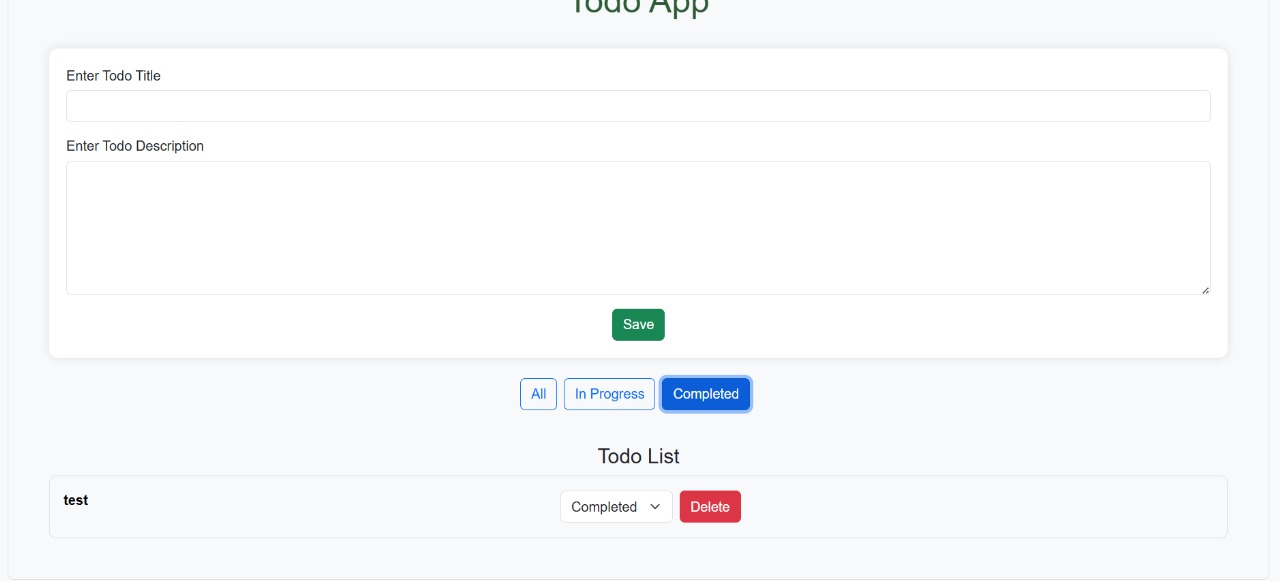 Todo App
Enter Todo Title
Enter Todo Description
Save
All In Progress Completed
Todo List
test Completed Delete